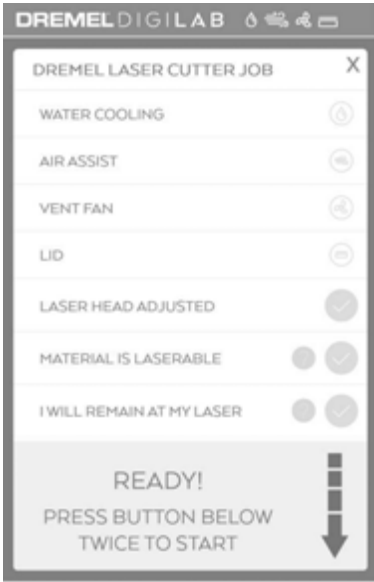 DREMEL DIGILAB
DREMEL LASER CUTTER JOB X
WATER COOLING
AIR ASSIST
VENT FAN
LID
LASER HEAD ADJUSTED
MATERIAL IS LASERABLE ?
I WILL REMAIN AT MY LASER ?
READY!
PRESS BUTTON BELOW
TWICE TO START